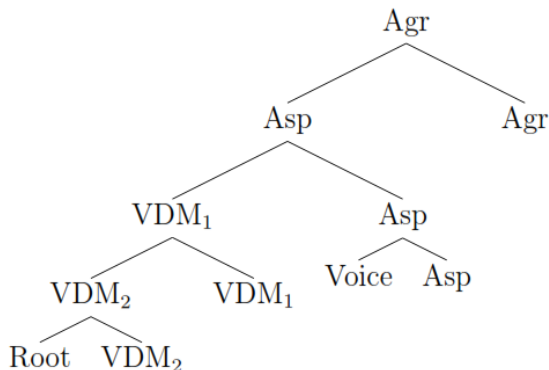 Agr
Asp Agr
VDM₁ Asp
VDM₂ VDM₁ Voice Asp
Root VDM₂